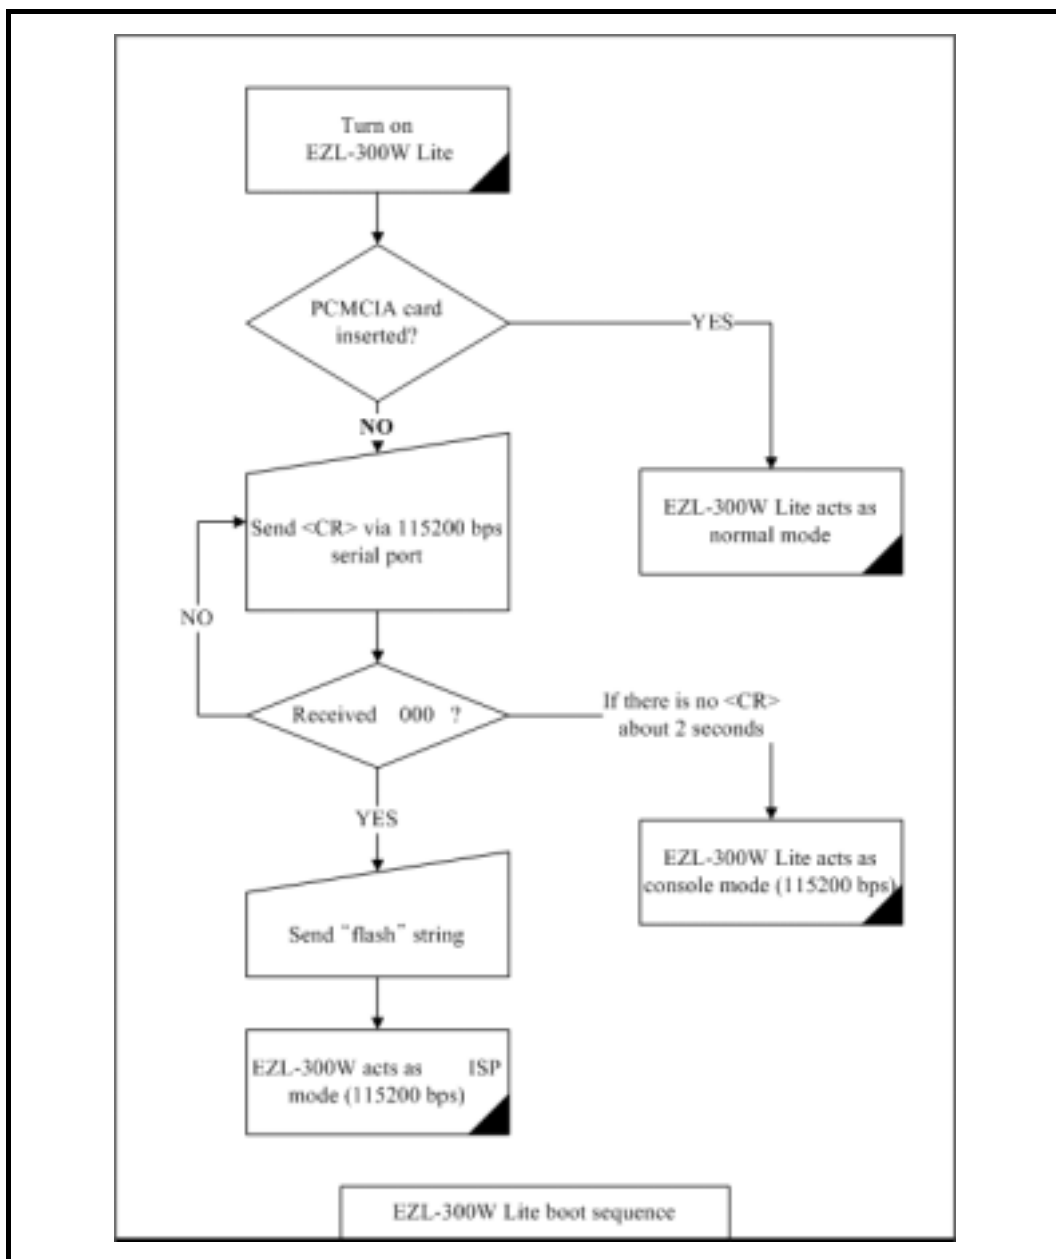 Turn on
EZL-300W Lite
PCMCIA card
inserted?
YES
NO
EZL-300W Lite acts as
normal mode
Send <CR> via 115200 bps
serial port
NO
Received 000 ?
If there is no <CR>
about 2 seconds
YES
EZL-300W Lite acts as
console mode (115200 bps)
Send "flash" string
EZL-300W acts as ISP
mode (115200 bps)
EZL-300W Lite boot sequence